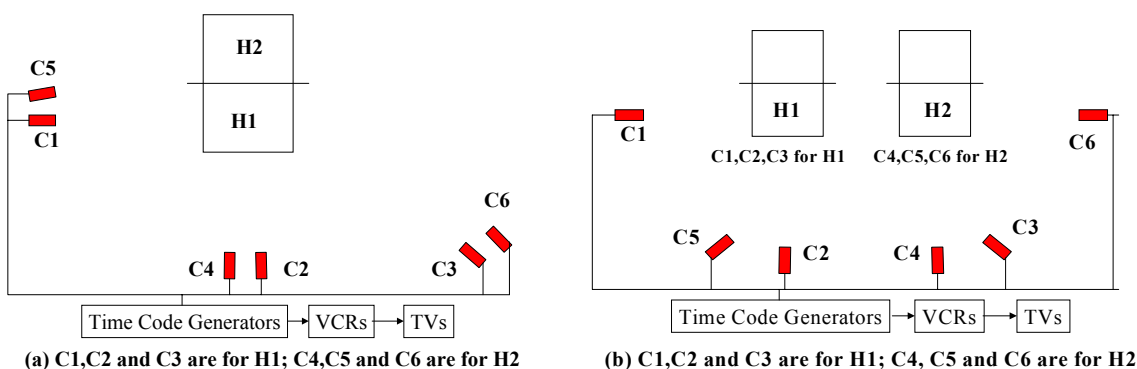 H2
C5
H1
C1
C6
C4
C2
C3
Time Code Generators
VCRs
TVs
(a) C1,C2 and C3 are for H1; C4,C5 and C6 are for H2
H1
H2
C1
C6
C1,C2,C3 for H1
C4,C5,C6 for H2
C5
C2
C4
C3
Time Code Generators
VCRs
TVs
(b) C1,C2 and C3 are for H1; C4, C5 and C6 are for H2